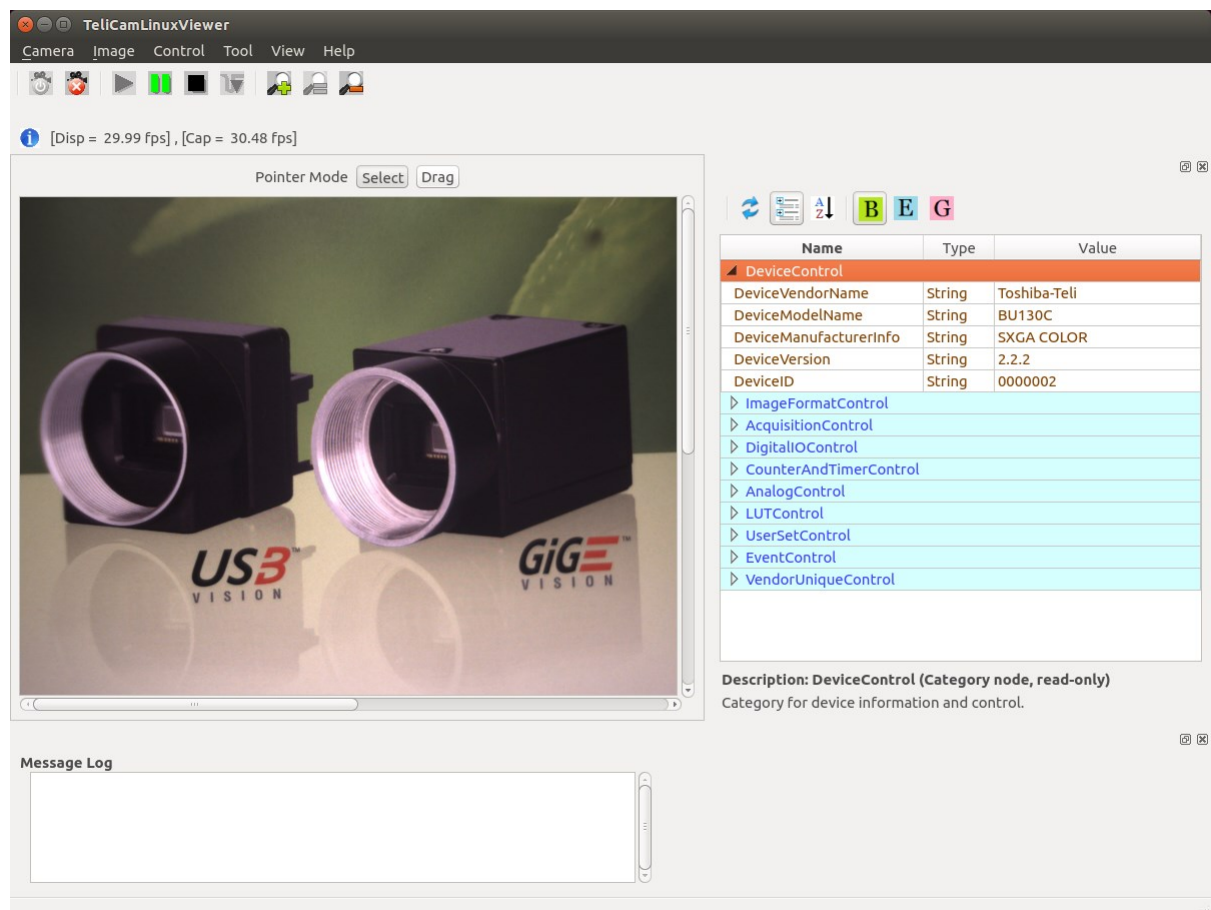 TeliCamLinuxViewer
Camera Image Control Tool View Help
[Disp = 29.99 fps] , [Cap = 30.48 fps]
Pointer Mode Select Drag
USB™
VISION
GiGE™
VISION
A
Z
B E G
Name Type Value
DeviceControl
DeviceVendorName String Toshiba-Teli
DeviceModelName String BU130C
DeviceManufacturerInfo String SXGA COLOR
DeviceVersion String 2.2.2
DeviceID String 0000002
ImageFormatControl
AcquisitionControl
DigitalIOControl
CounterAndTimerControl
AnalogControl
LUTControl
UserSetControl
EventControl
VendorUniqueControl
Description: DeviceControl (Category node, read-only)
Category for device information and control.
Message Log